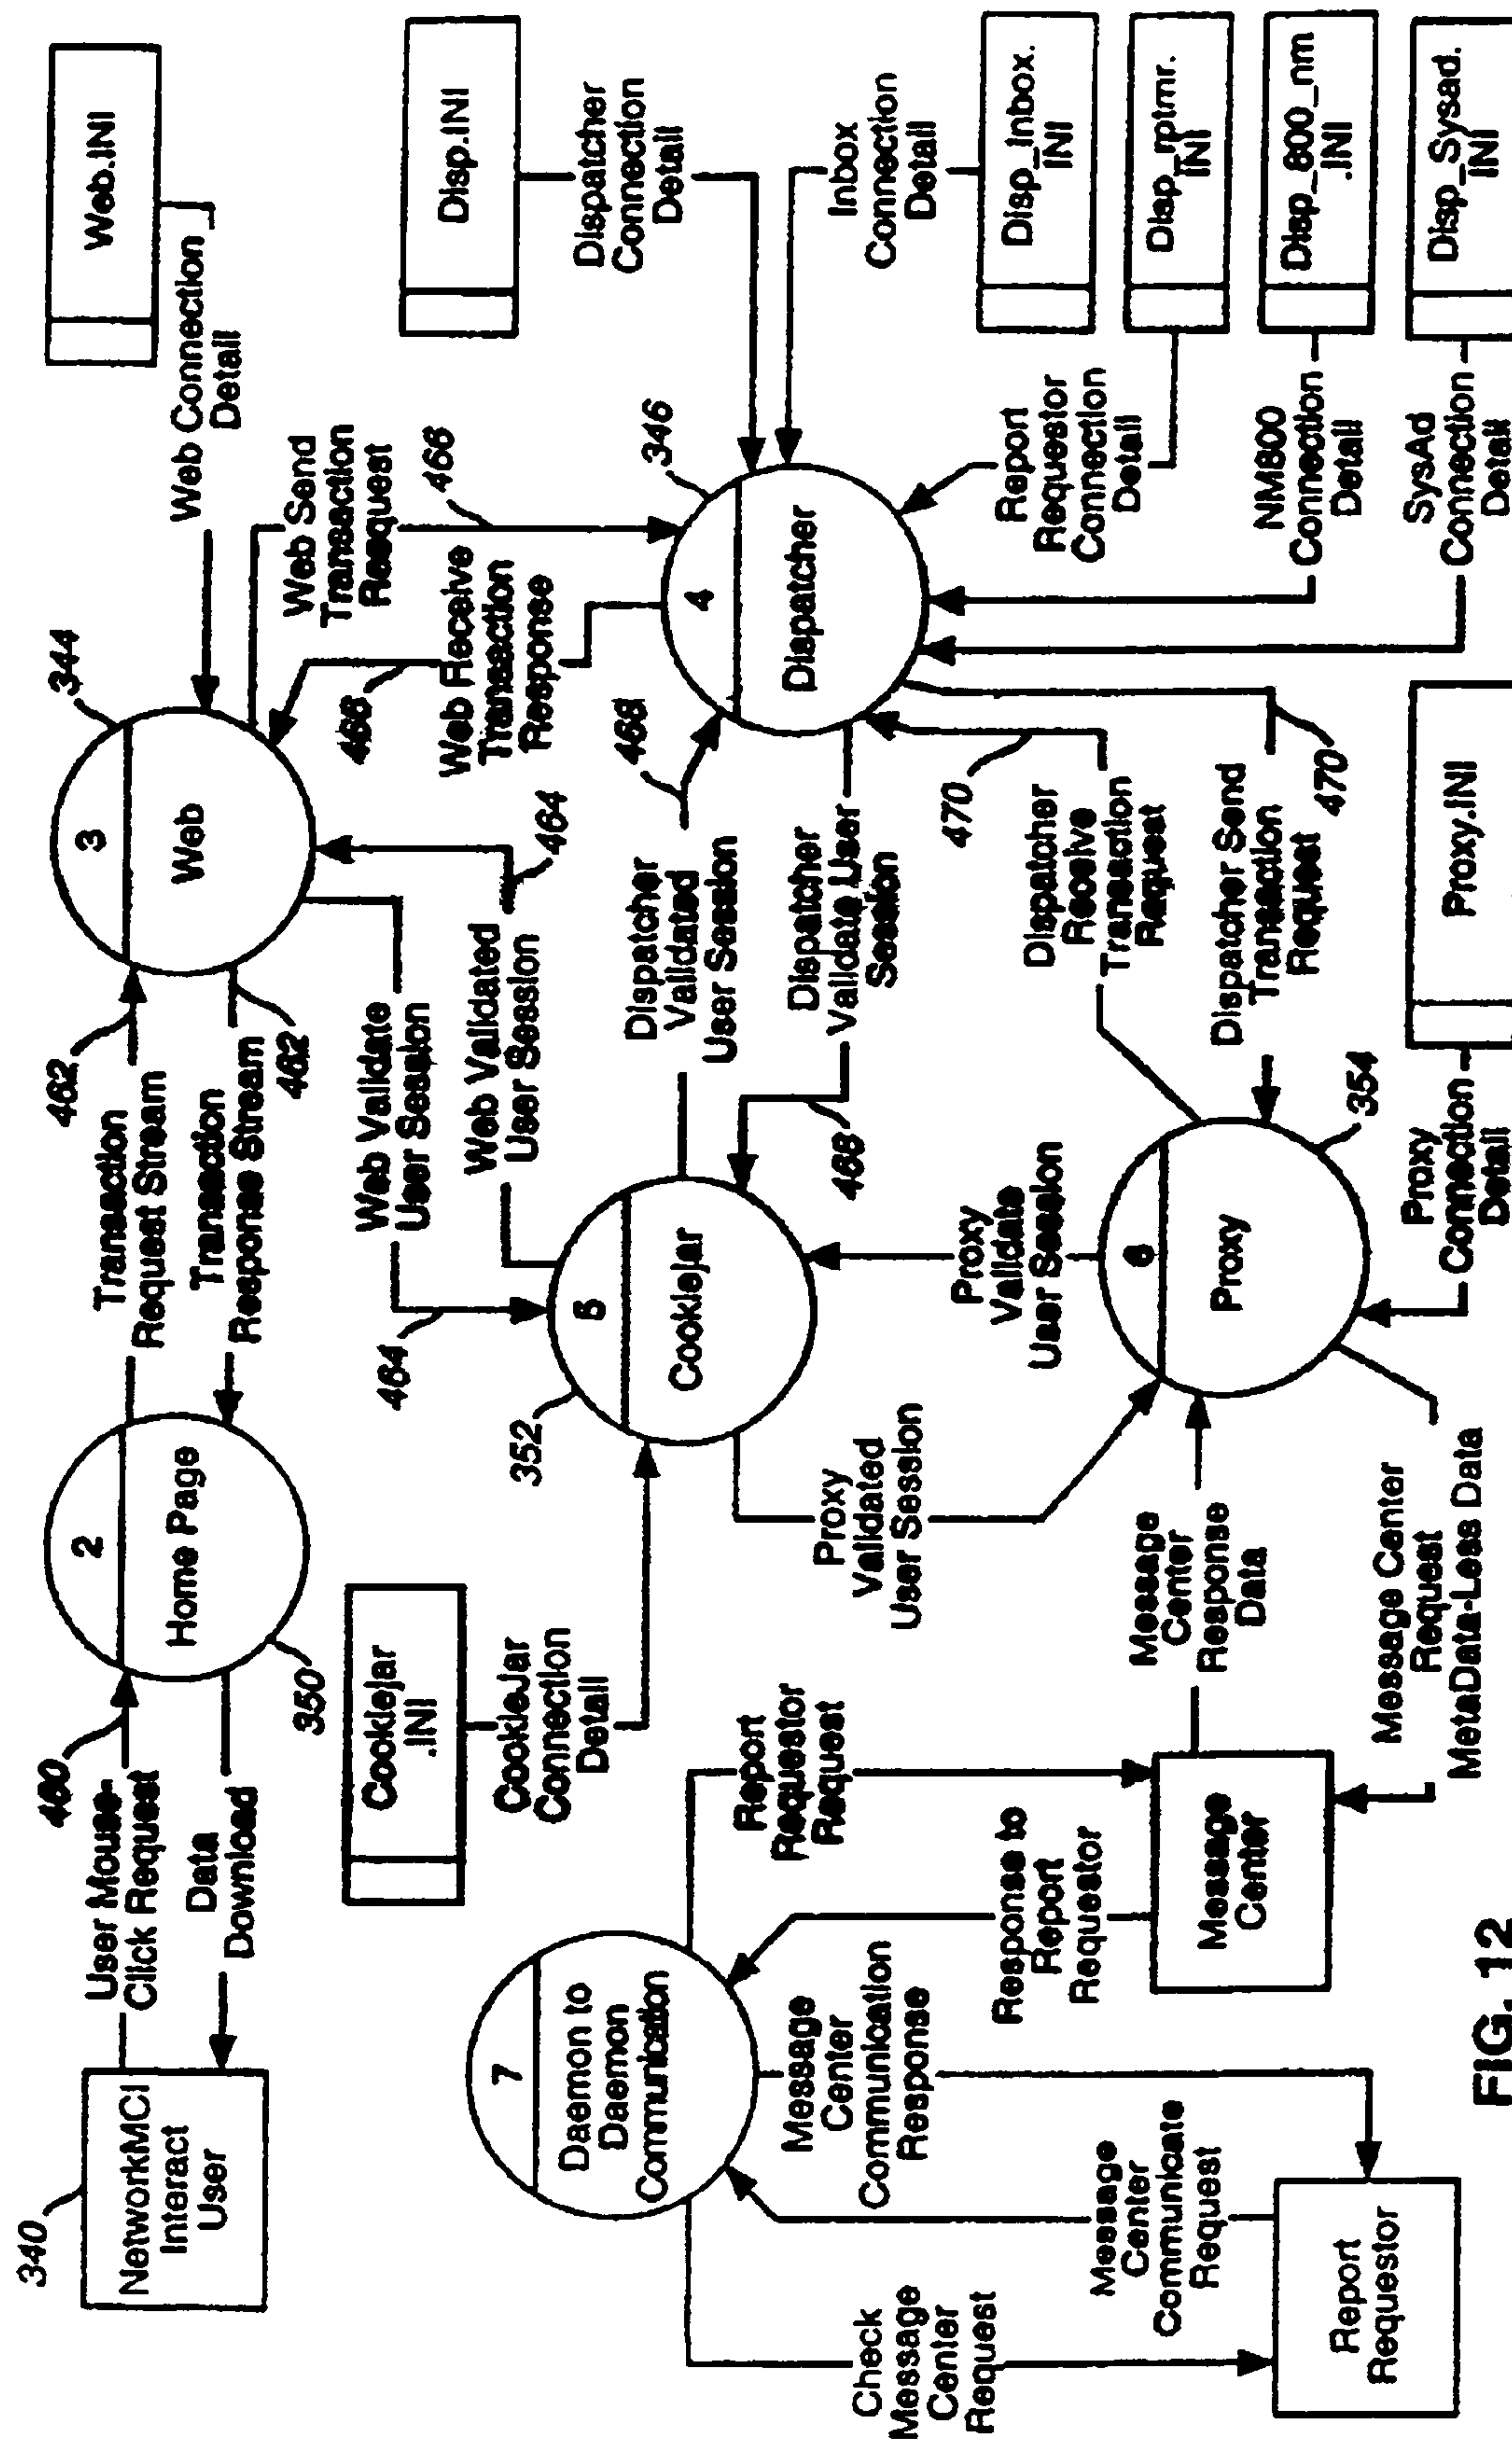 340
NetworkMCI
Interact
User
User Mouse-
Click Request
460
Data
Download
2
Home Page
350
Transaction
Request Stream
462
Transaction
Response Stream
462
3
Web
344
Web Connection
Detail
Web.INI
Web Validate
User Session
464
Web Validated
User Session
464
Web Send
Transaction
Request
466
Web Receive
Transaction
Response
466
Disp.INI
Dispatcher
Connection
Detail
346
4
Dispatcher
Inbox
Connection
Detail
Disp_Inbox.
INI
Report
Requestor
Connection
Detail
Disp_rptmr.
INI
NM800
Connection
Detail
Disp_800_nm
.INI
SysAd
Connection
Detail
Disp_Sysad.
INI
CookieJar
.INI
CookieJar
Connection
Detail
352
5
CookieJar
Dispatcher
Validated
User Session
468
Dispatcher
Validate User
Session
468
Dispatcher
Receive
Transaction
Request
470
Dispatcher Send
Transaction
Request
470
Proxy
Validated
User Session
Proxy
Validate
User Session
6
Proxy
354
Proxy
Connection
Detail
Proxy.INI
7
Daemon to
Daemon
Communication
Report
Requestor
Request
Response to
Report
Requestor
Message
Center
Message
Center
Response
Data
Message Center
Request
MetaData-Less Data
Message
Center
Communication
Response
Message
Center
Communicate
Request
Check
Message
Center
Request
Report
Requestor
FIG. 12